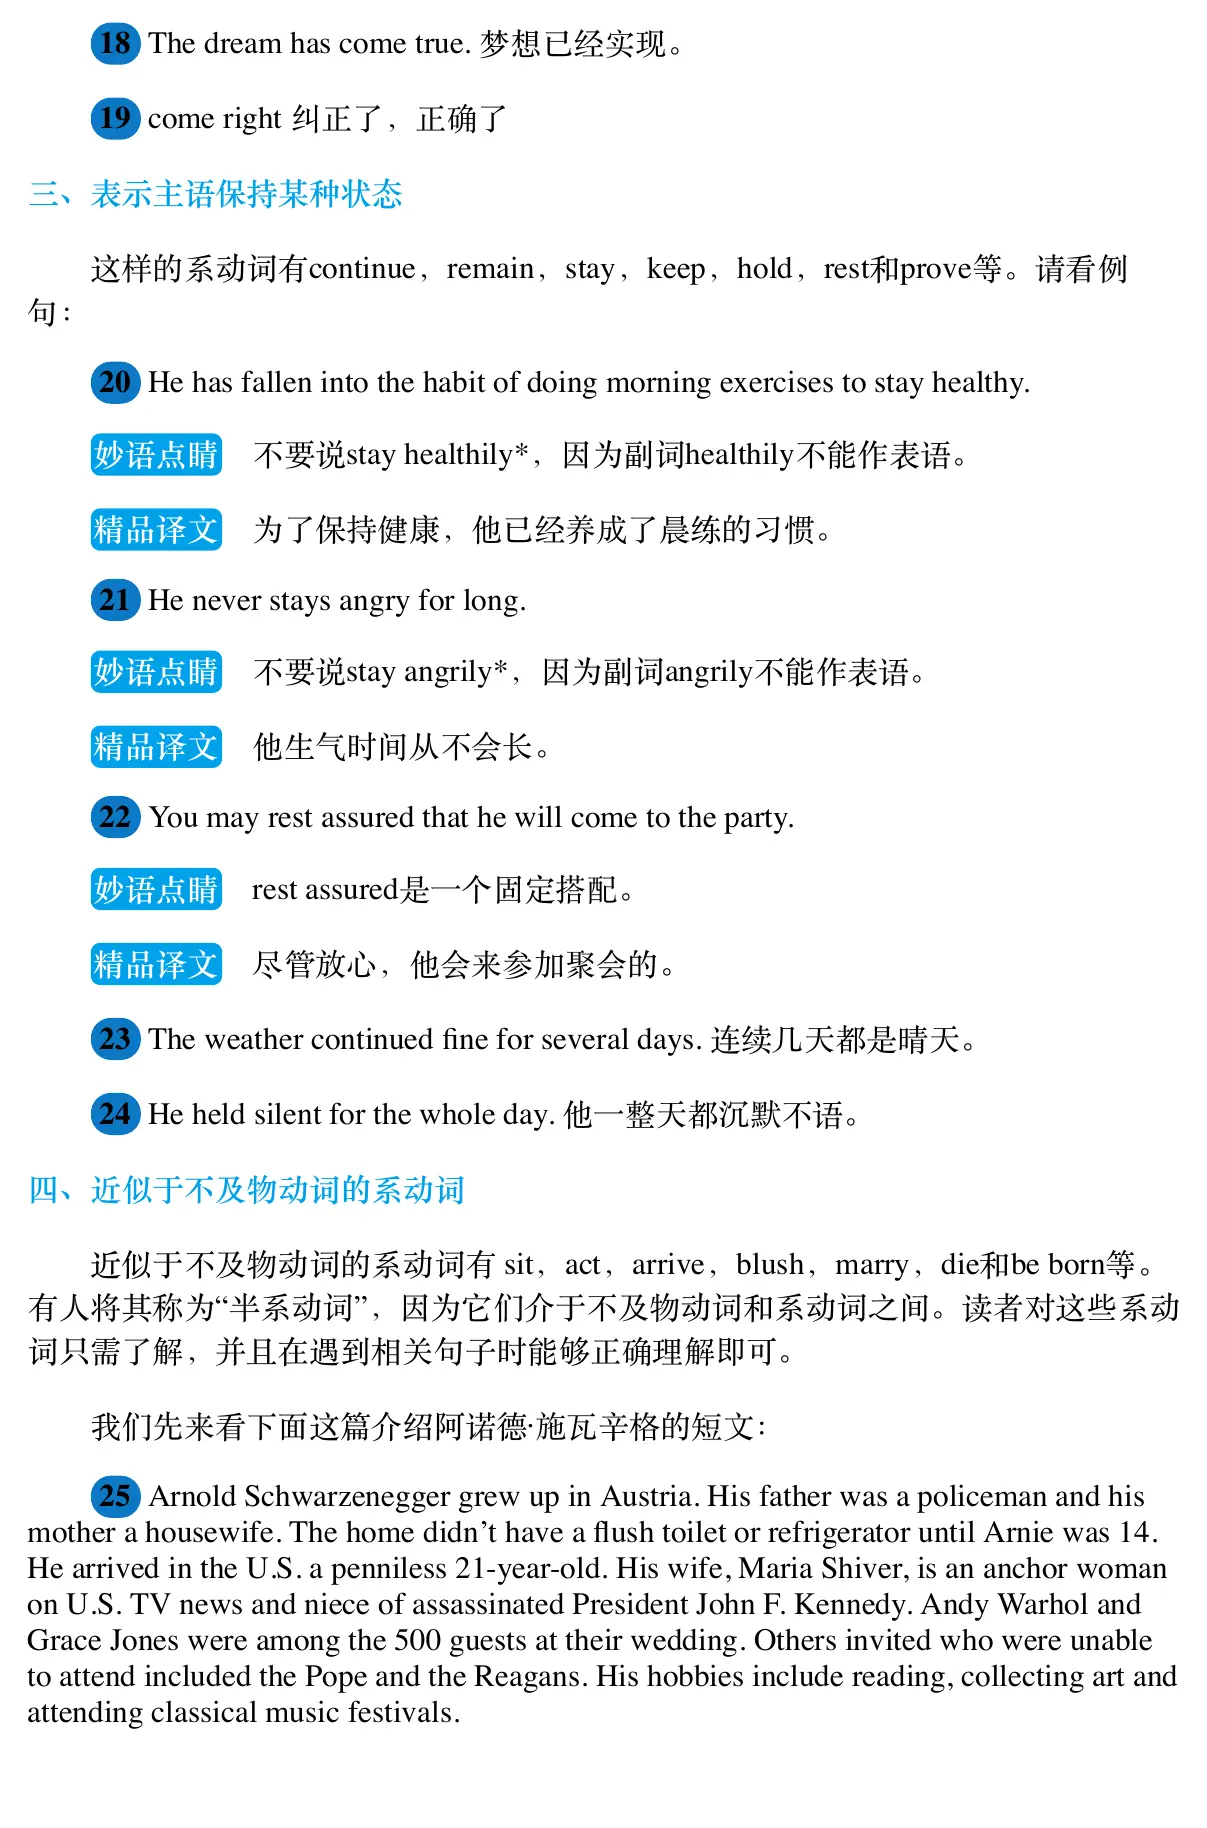 18 The dream has come true. 梦想已经实现。
19 come right 纠正了，正确了
三、表示主语保持某种状态
这样的系动词有continue，remain，stay，keep，hold，rest和prove等。请看例
句：
20 He has fallen into the habit of doing morning exercises to stay healthy.
妙语点睛 不要说stay healthily*，因为副词healthily不能作表语。
精品译文 为了保持健康，他已经养成了晨练的习惯。
21 He never stays angry for long.
妙语点睛 不要说stay angrily*，因为副词angrily不能作表语。
精品译文 他生气时间从不会长。
22 You may rest assured that he will come to the party.
妙语点睛 rest assured是一个固定搭配。
精品译文 尽管放心，他会来参加聚会的。
23 The weather continued fine for several days. 连续几天都是晴天。
24 He held silent for the whole day. 他一整天都沉默不语。
四、近似于不及物动词的系动词
近似于不及物动词的系动词有 sit，act，arrive，blush，marry，die和be born等。
有人将其称为“半系动词”，因为它们介于不及物动词和系动词之间。读者对这些系动
词只需了解，并且在遇到相关句子时能够正确理解即可。
我们先来看下面这篇介绍阿诺德·施瓦辛格的短文：
25 Arnold Schwarzenegger grew up in Austria. His father was a policeman and his
mother a housewife. The home didn’t have a flush toilet or refrigerator until Arnie was 14.
He arrived in the U.S. a penniless 21-year-old. His wife, Maria Shiver, is an anchor woman
on U.S. TV news and niece of assassinated President John F. Kennedy. Andy Warhol and
Grace Jones were among the 500 guests at their wedding. Others invited who were unable
to attend included the Pope and the Reagans. His hobbies include reading, collecting art and
attending classical music festivals.